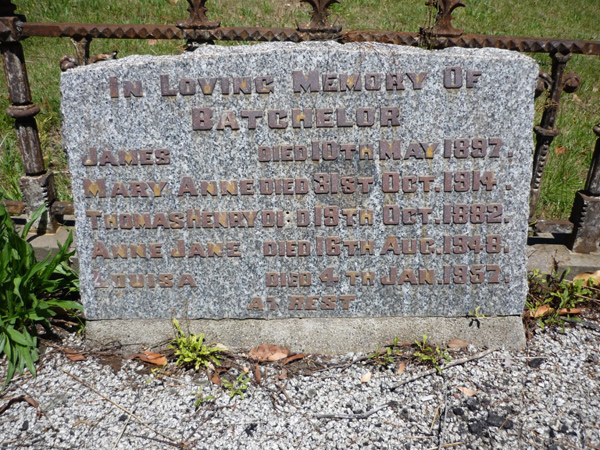 IN LOVING MEMORY OF
BATCHELOR
JAMES DIED 10TH MAY 1897.
MARY ANNE DIED 31ST OCT. 1914.
THOMAS HENRY DIED 19TH OCT. 1882.
ANNE JANE DIED 16TH AUG. 1948.
LOUISA DIED 4TH JAN. 1957.
AT REST